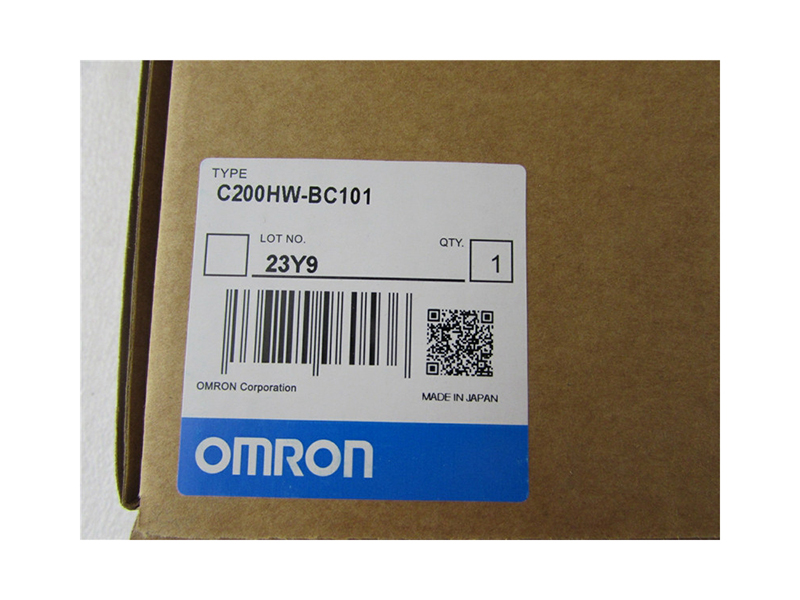 TYPE
C200HW-BC101
LOT NO.
QTY.
23Y9
1
OMRON Corporation
MADE IN JAPAN
OMRON